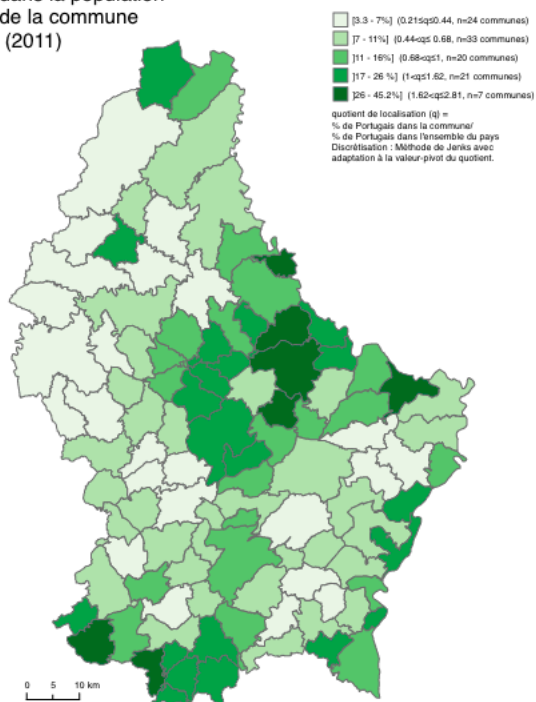 dans la population
de la commune
(2011)
[3.3 - 7%] (0.21≤q≤0.44, n=24 communes)
]7 - 11%] (0.44<q≤ 0.68, n=33 communes)
]11 - 16%] (0.68<q≤1, n=20 communes)
]17 - 26 %] (1<q≤1.62, n=21 communes)
]26 - 45.2%] (1.62<q≤2.81, n=7 communes)
quotient de localisation (q) =
% de Portugais dans la commune/
% de Portugais dans l'ensemble du pays
Discrétisation : Méthode de Jenks avec
adaptation à la valeur-pivot du quotient.
0 5 10 km